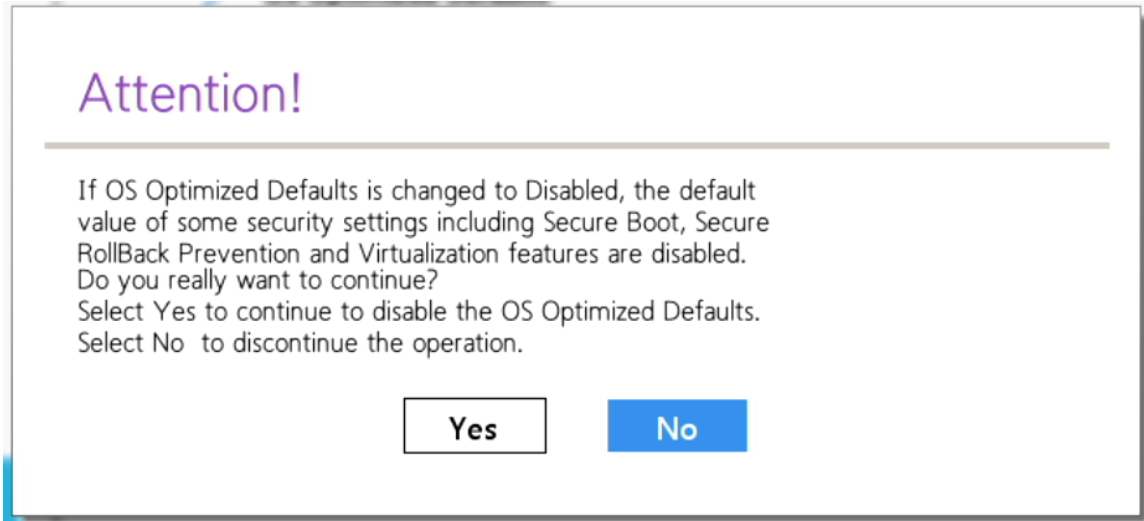 Attention!
If OS Optimized Defaults is changed to Disabled, the default
value of some security settings including Secure Boot, Secure
RollBack Prevention and Virtualization features are disabled.
Do you really want to continue?
Select Yes to continue to disable the OS Optimized Defaults.
Select No  to discontinue the operation.
Yes
No